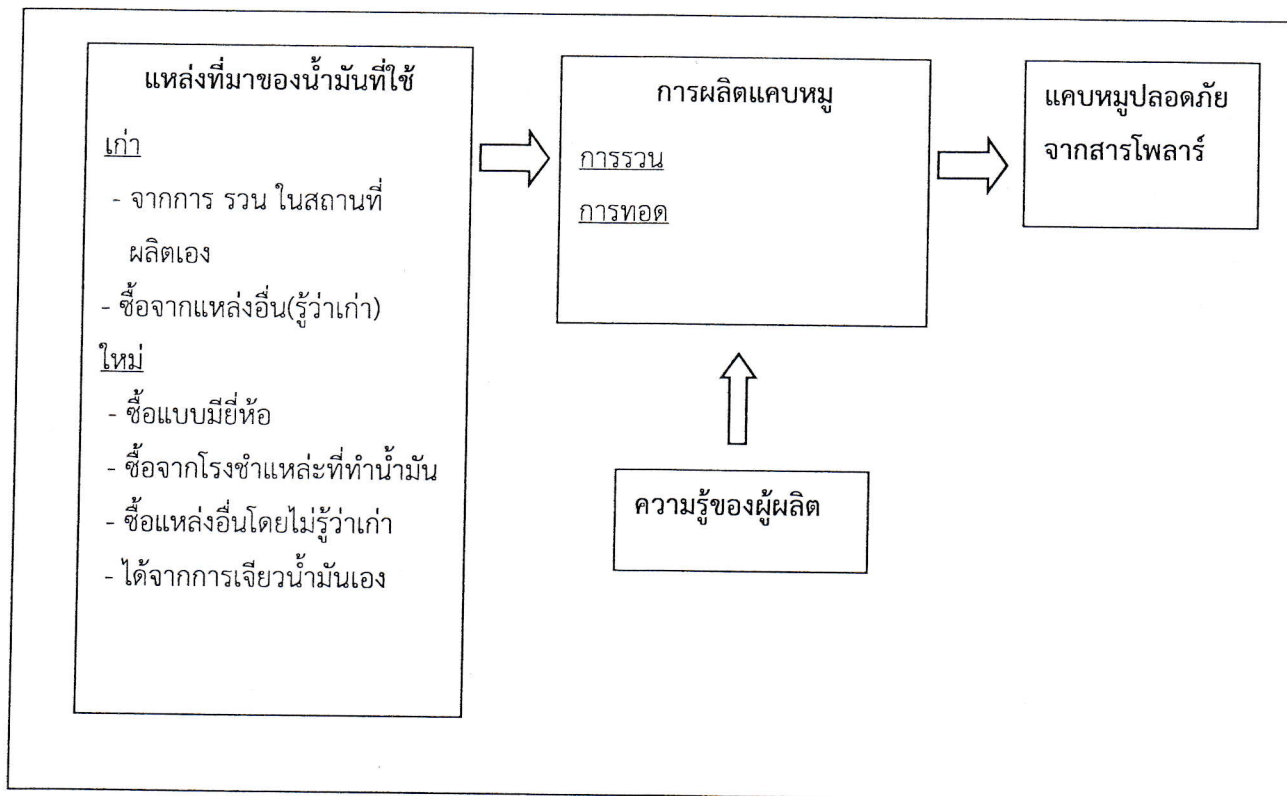 แหล่งที่มาของน้ำมันที่ใช้
เก่า
- จากการ รวน ในสถานที่
ผลิตเอง
- ซื้อจากแหล่งอื่น(รู้ว่าเก่า)
ใหม่
- ซื้อแบบมียี่ห้อ
- ซื้อจากโรงชำแหล่ะที่ทำน้ำมัน
- ซื้อแหล่งอื่นโดยไม่รู้ว่าเก่า
- ได้จากการเจียวน้ำมันเอง
การผลิตแคบหมู
การรวน
การทอด
ความรู้ของผู้ผลิต
แคบหมูปลอดภัย
จากสารโพลาร์